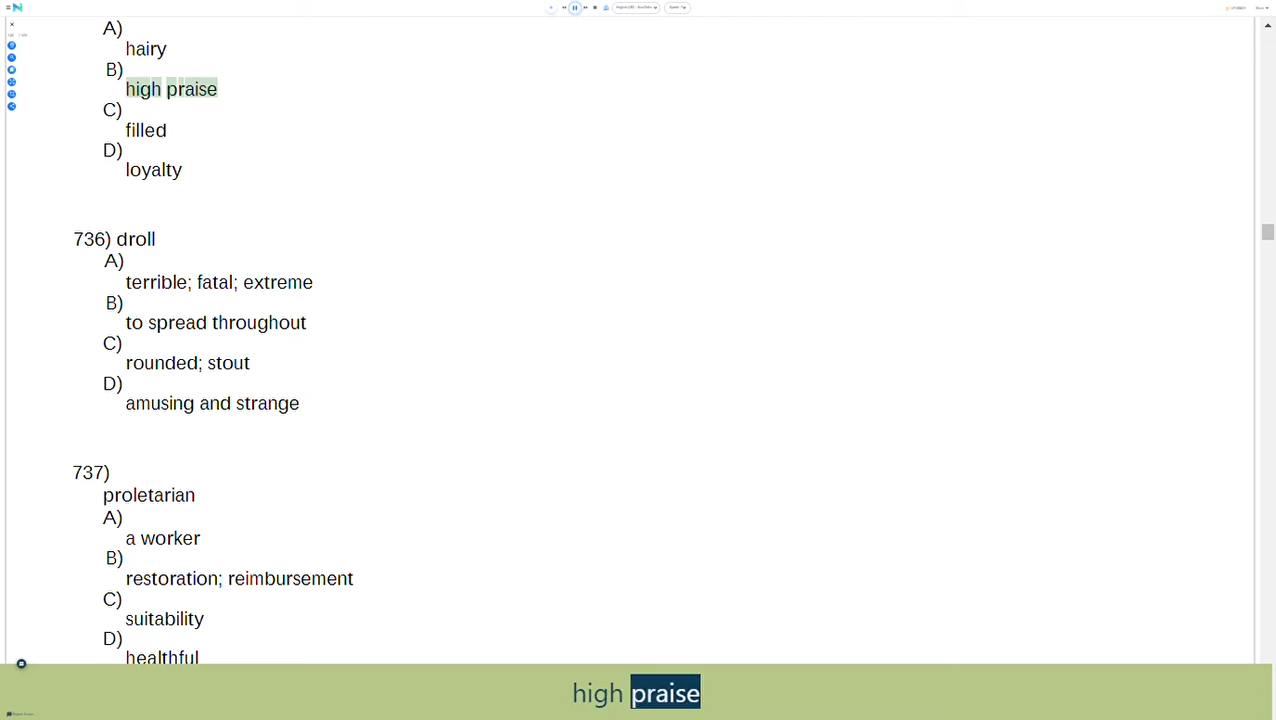 A)
hairy
B)
high praise
C)
filled
D)
loyalty
736) droll
A)
terrible; fatal; extreme
B)
to spread throughout
C)
rounded; stout
D)
amusing and strange
737)
proletarian
A)
a worker
B)
restoration; reimbursement
C)
suitability
D)
healthful
high praise